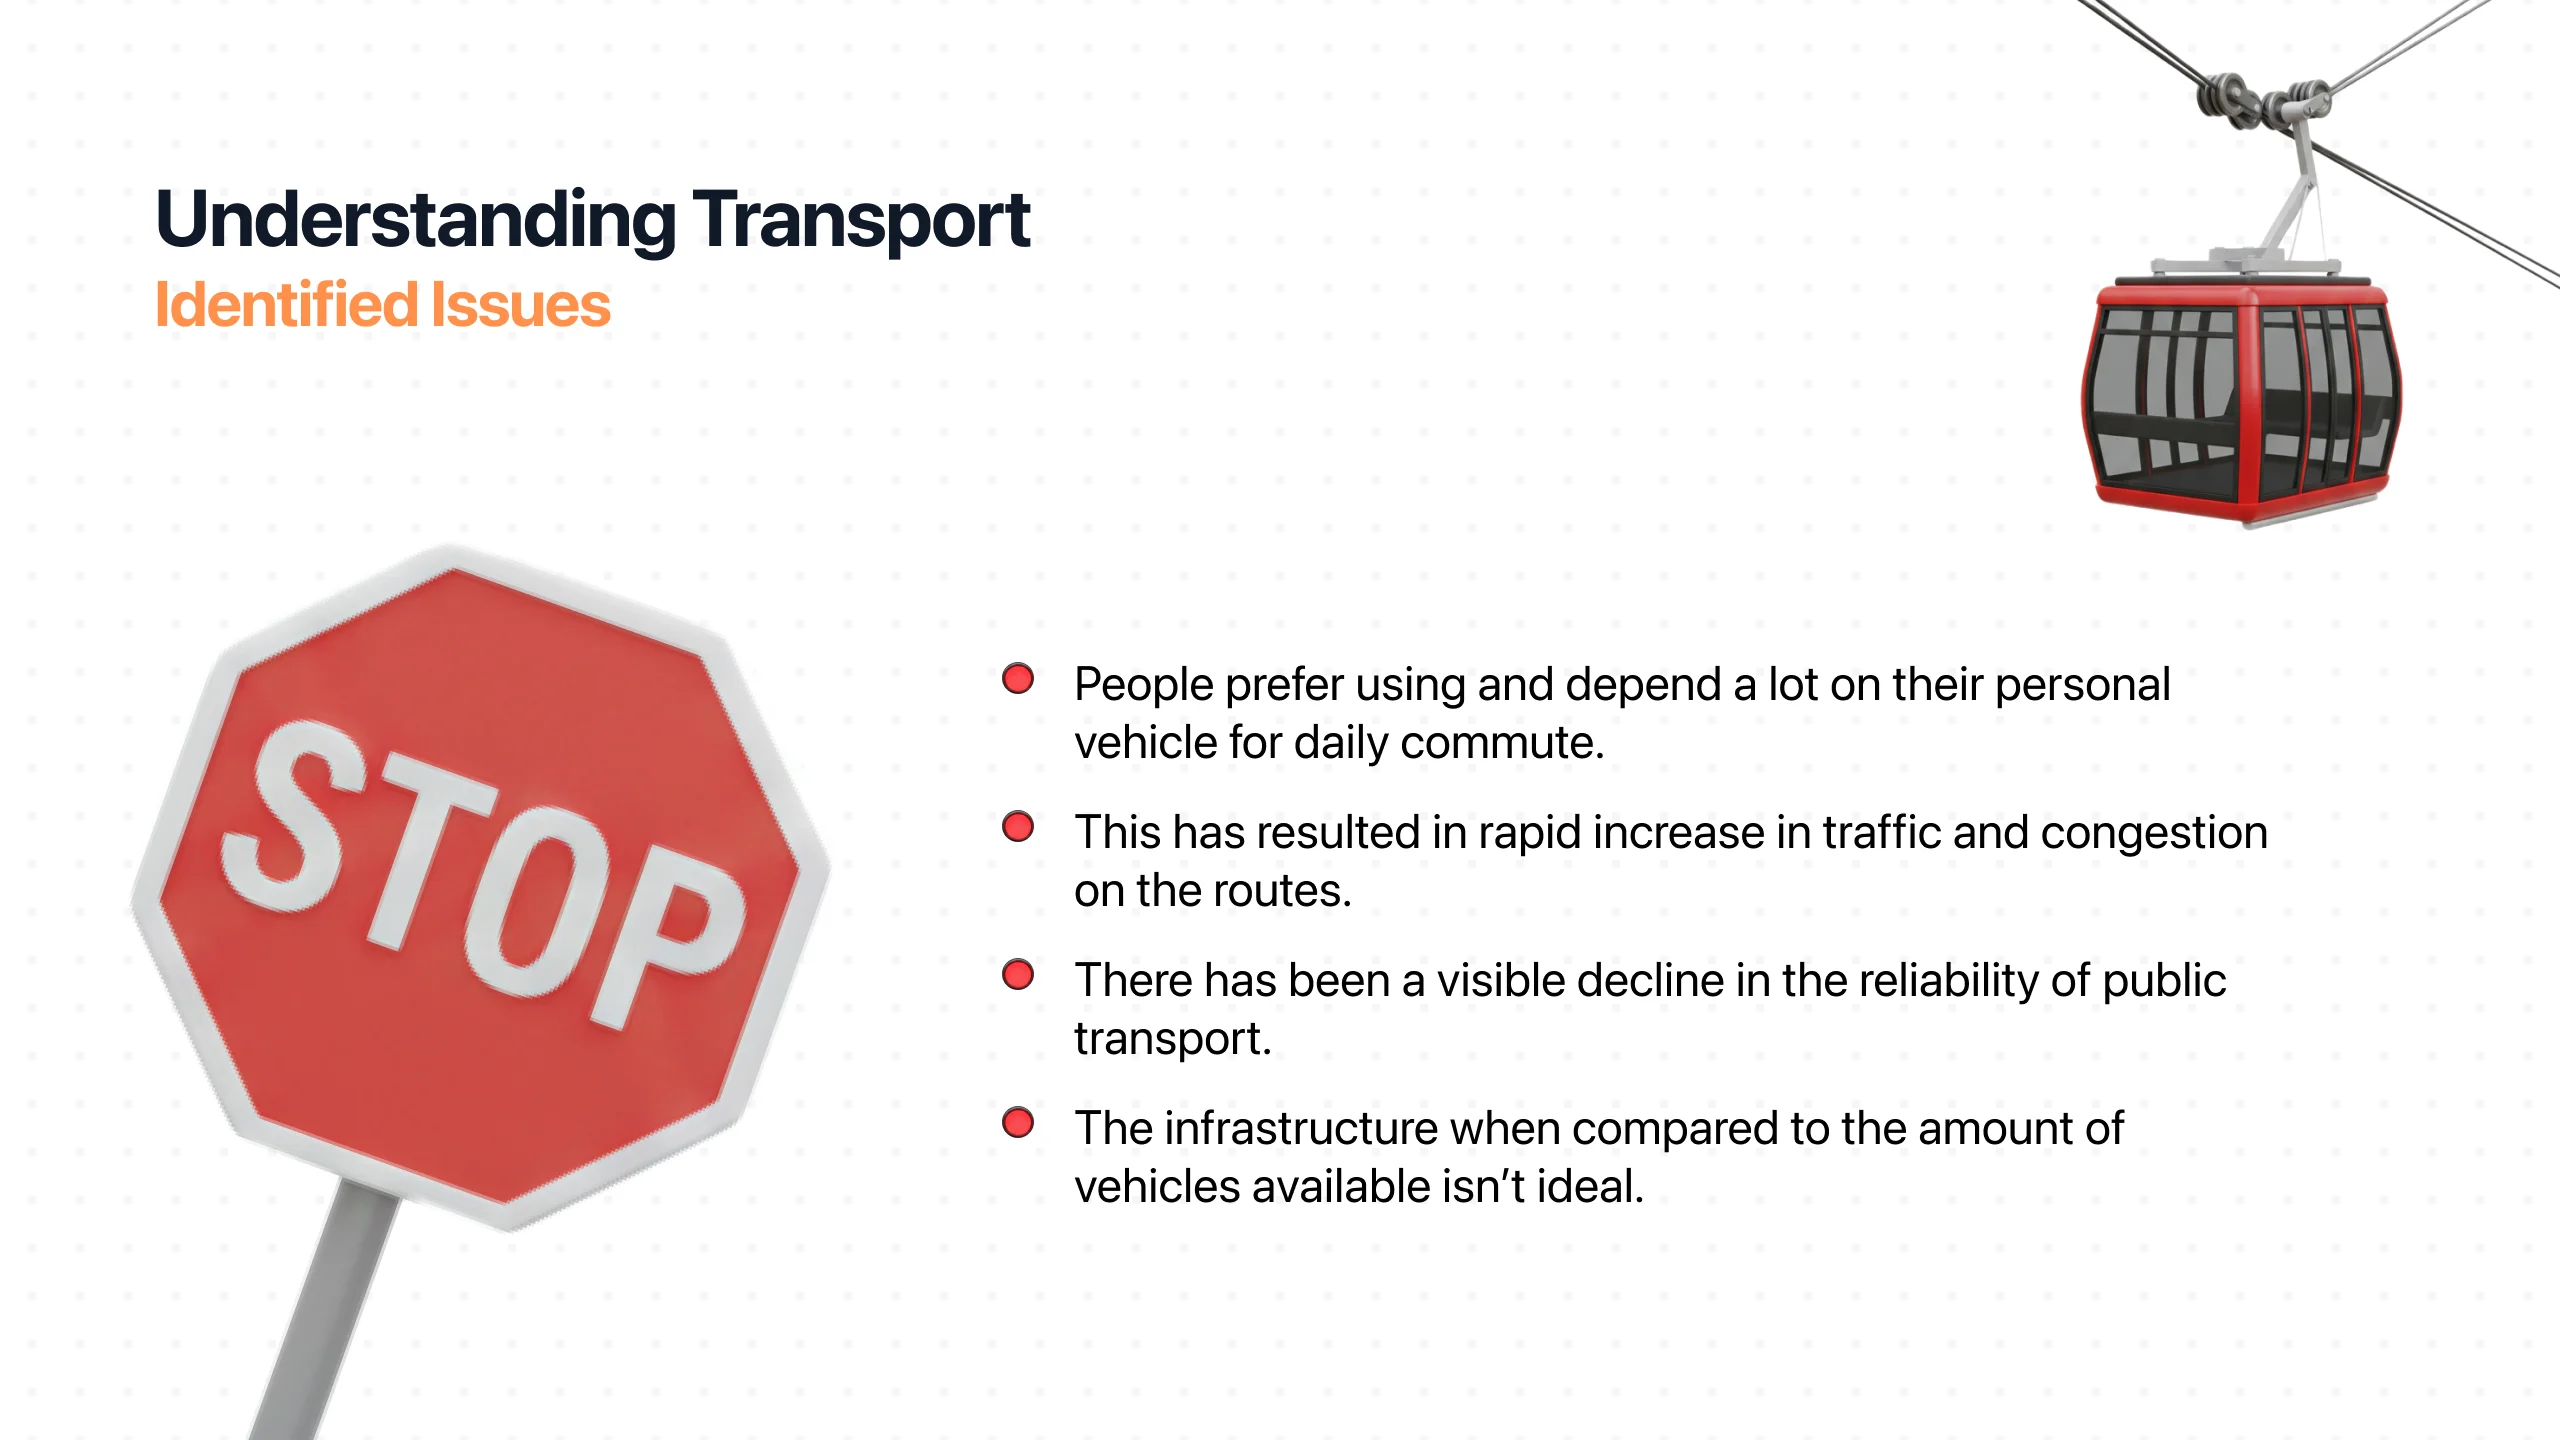 Understanding Transport
Identified Issues
STOP
People prefer using and depend a lot on their personal
vehicle for daily commute.
This has resulted in rapid increase in traffic and congestion
on the routes.
There has been a visible decline in the reliability of public
transport.
The infrastructure when compared to the amount of
vehicles available isn’t ideal.